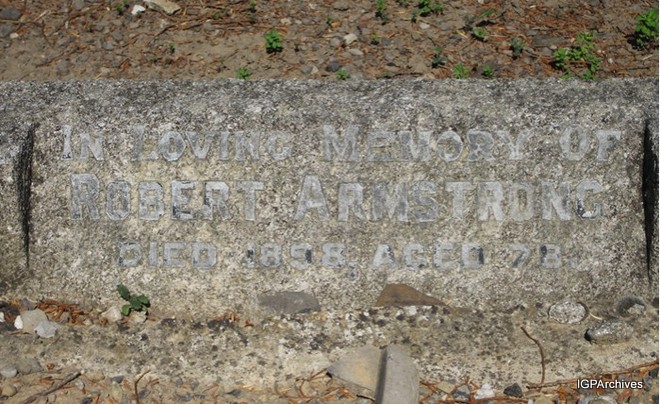 IN LOVING MEMORY OF
ROBERT ARMSTRONG
DIED 1898, AGED 78.
IGPArchives